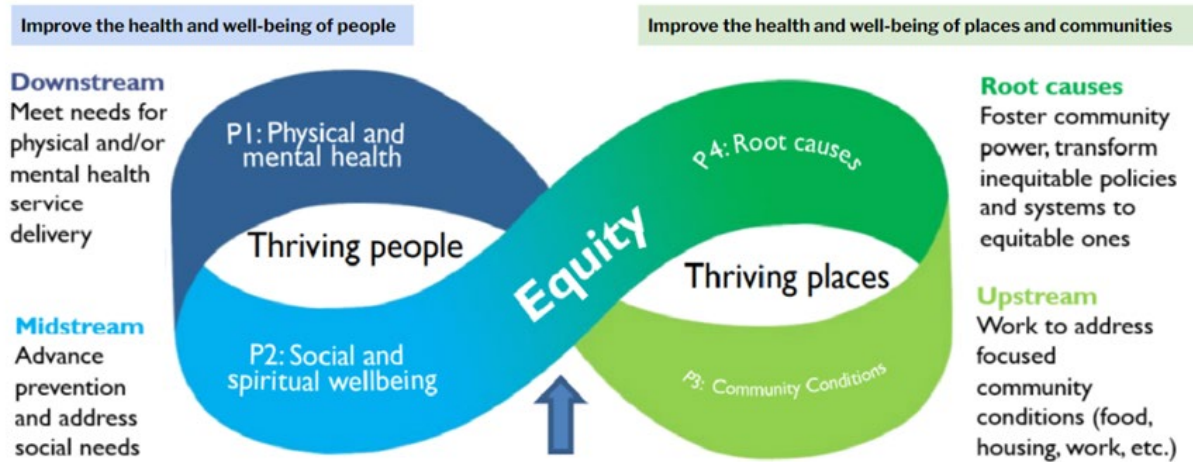 Improve the health and well-being of people
Improve the health and well-being of places and communities
Downstream
Meet needs for
physical and/or
mental health
service
delivery
Midstream
Advance
prevention
and address
social needs
P1: Physical and
mental health
Thriving people
P2: Social and
spiritual wellbeing
Equity
P4: Root causes
Thriving places
P3: Community Conditions
Root causes
Foster community
power, transform
inequitable policies
and systems to
equitable ones
Upstream
Work to address
focused
community
conditions (food,
housing, work, etc.)